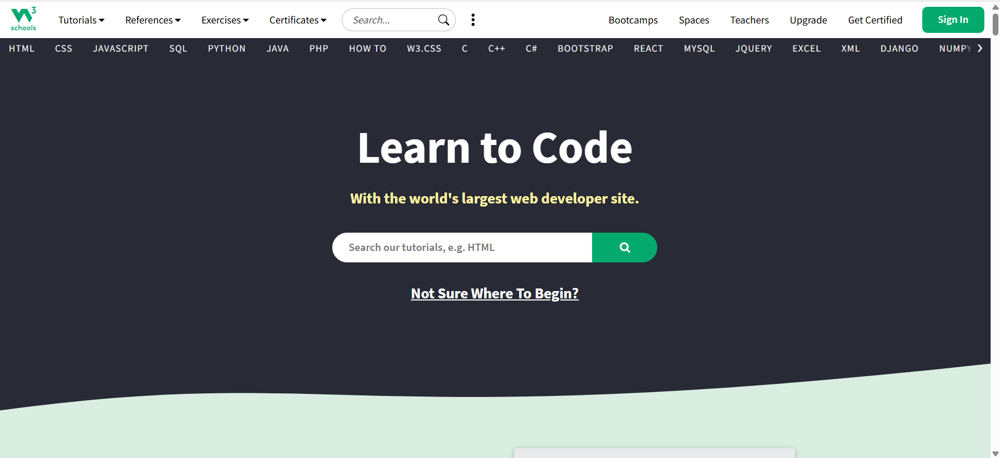 W3 schools
Tutorials References Exercises Certificates Search... Bootcamps Spaces Teachers Upgrade Get Certified Sign In
HTML CSS JAVASCRIPT SQL PYTHON JAVA PHP HOW TO W3.CSS C C++ C# BOOTSTRAP REACT MYSQL JQUERY EXCEL XML DJANGO NUMPY
Learn to Code
With the world's largest web developer site.
Search our tutorials, e.g. HTML
Not Sure Where To Begin?